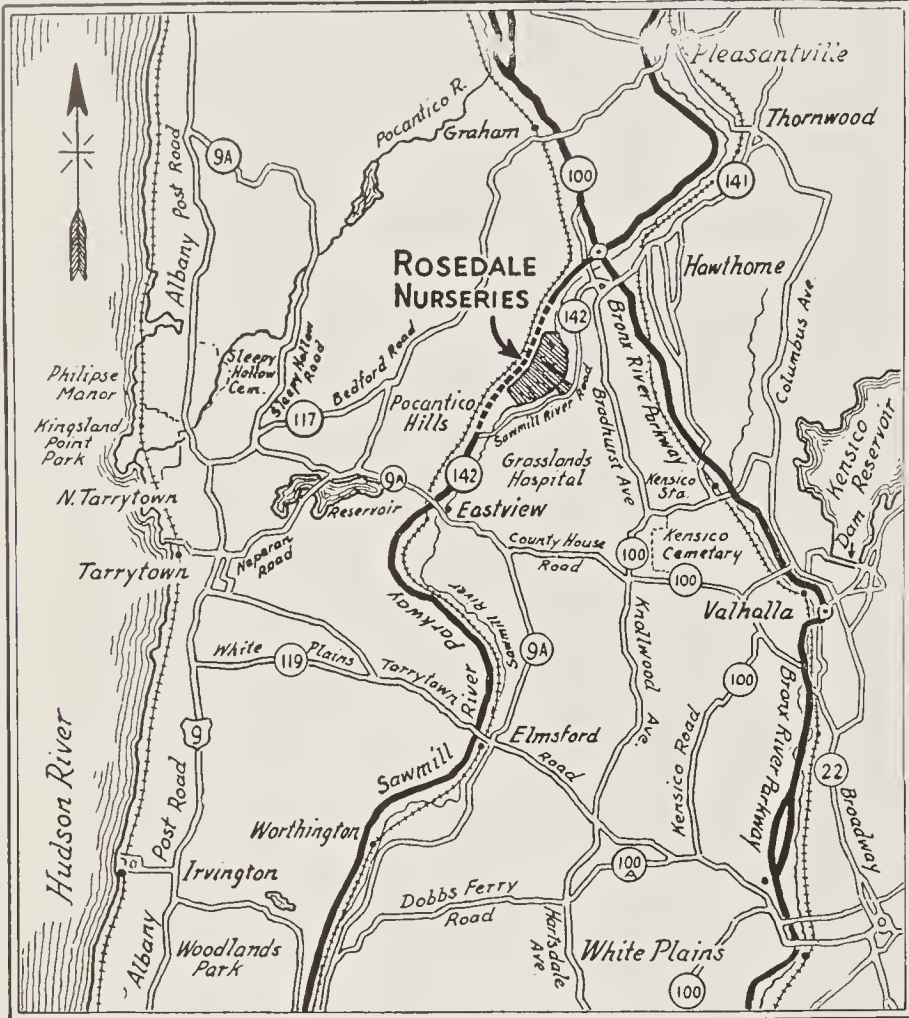 Pleasantville
Thornwood
Pocantico R.
Graham
9A
100
141
Albany Post Road
ROSEDALE
NURSERIES
Hawthorne
142
Columbus Ave.
Sleepy
Hollow
Cem.
Sleepy Hollow
Road
Bedford Road
117
Philipse
Manor
Kingsland
Point
Park
Pocantico
Hills
Sawmill River Road
Bradhurst Ave
Bronx River Parkway
Kensico
Reservoir
Dam
N. Tarrytown
Reservoir
9A
142
Eastview
Grasslands
Hospital
Kensico
Sta.
Kensico
Cemetary
Tarrytown
Neparan
Road
County House
Road
100
100
Valhalla
Parkway
Sawmill River
9A
Knollwood
Ave.
100
White Plains
119
Tarrytown
Road
Elmsford
River
Sawmill
Kensico Road
Bronx River Parkway
22
Broadway
Hudson River
9
Post Road
Albany
Worthington
Irvington
100
A
Dobbs Ferry
Road
Harlsdale
Ave.
Woodlands
Park
White Plains
100